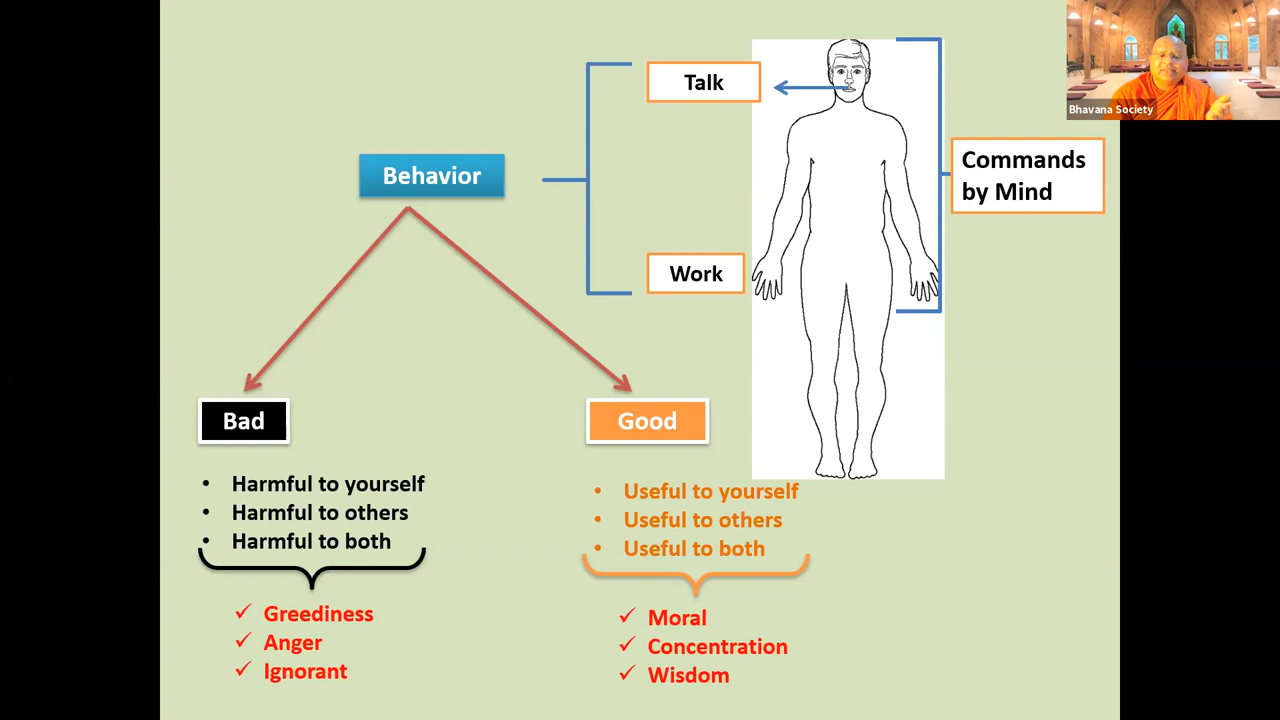 Bhavana Society
Talk
Behavior
Commands
by Mind
Work
Bad
• Harmful to yourself
• Harmful to others
• Harmful to both
✓ Greediness
✓ Anger
✓ Ignorant
Good
• Useful to yourself
• Useful to others
• Useful to both
✓ Moral
✓ Concentration
✓ Wisdom